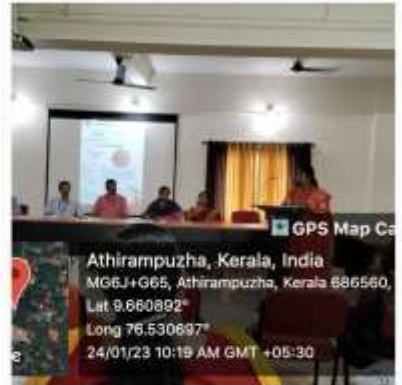 GPS Map Ca
Athirampuzha, Kerala, India
MG6J+G65, Athirampuzha, Kerala 686560,
Lat 9.660892°
Long 76.530697°
24/01/23 10:19 AM GMT +05:30
e